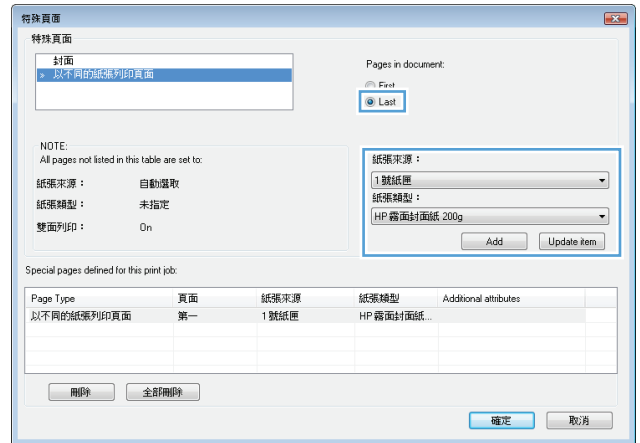 特殊頁面
特殊頁面
封面
» 以不同的紙張列印頁面
Pages in document:
First
Last
NOTE:
All pages not listed in this table are set to:
紙張來源： 自動選取
紙張類型： 未指定
雙面列印： On
紙張來源：
1 號紙匣
紙張類型：
HP 霧面封面紙 200g
Add Update item
Special pages defined for this print job:
Page Type 頁面 紙張來源 紙張類型 Additional attributes
以不同的紙張列印頁面 第一 1 號紙匣 HP 霧面封面紙...
刪除 全部刪除
確定 取消